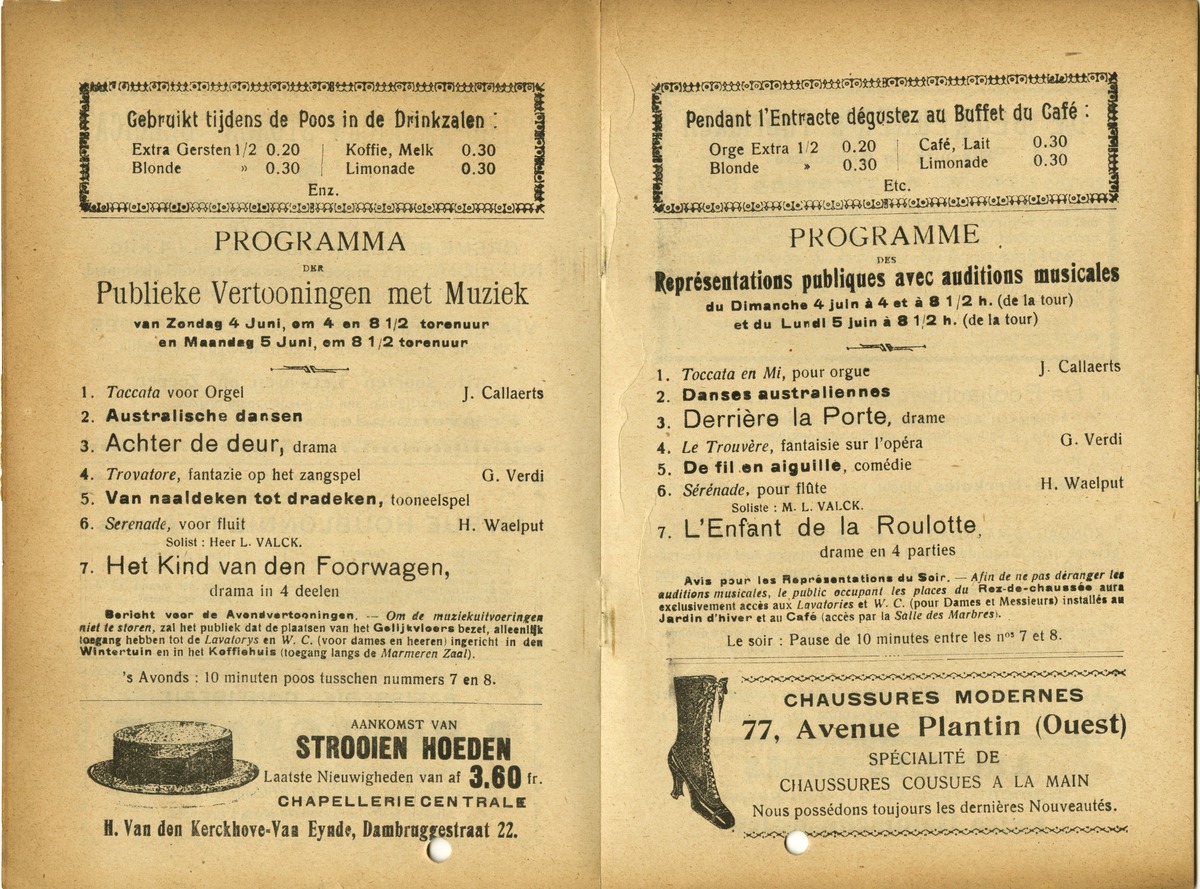 Gebruikt tijdens de Poos in de Drinkzalen :
Extra Gersten 1/2 0.20 | Koffie, Melk 0.30
Blonde » 0.30 | Limonade 0.30
Enz.
PROGRAMMA
DER
Publieke Vertooningen met Muziek
van Zondag 4 Juni, om 4 en 8 1/2 torenuur
en Maandag 5 Juni, om 8 1/2 torenuur
1. Taccata voor Orgel J. Callaerts
2. Australische dansen
3. Achter de deur, drama
4. Trovatore, fantazie op het zangspel G. Verdi
5. Van naaldeken tot dradeken, tooneelspel
6. Serenade, voor fluit H. Waelput
Solist : Heer L. VALCK.
7. Het Kind van den Foorwagen,
drama in 4 deelen
Bericht voor de Avondvertooningen. — Om de muziekuitvoeringen
niet te storen, zal het publiek dat de plaatsen van het Gelijkvloers bezet, alleenlijk
toegang hebben tot de Lavatorys en W. C. (voor dames en heeren) ingericht in den
Wintertuin en in het Koffiehuis (toegang langs de Marmeren Zaal).
's Avonds : 10 minuten poos tusschen nummers 7 en 8.
AANKOMST VAN
STROOIEN HOEDEN
Laatste Nieuwigheden van af 3.60 fr.
CHAPELLERIE CENTRALE
H. Van den Kerckhove-Van Eynde, Dambruggestraat 22.
Pendant l'Entracte dégustez au Buffet du Café :
Orge Extra 1/2 0.20 | Café, Lait 0.30
Blonde » 0.30 | Limonade 0.30
Etc.
PROGRAMME
DES
Représentations publiques avec auditions musicales
du Dimanche 4 juin à 4 et à 8 1/2 h. (de la tour)
et du Lundi 5 juin à 8 1/2 h. (de la tour)
1. Toccata en Mi, pour orgue J. Callaerts
2. Danses australiennes
3. Derrière la Porte, drame
4. Le Trouvère, fantaisie sur l'opéra G. Verdi
5. De fil en aiguille, comédie
6. Sérénade, pour flûte H. Waelput
Soliste : M. L. VALCK.
7. L'Enfant de la Roulotte,
drame en 4 parties
Avis pour les Représentations du Soir. — Afin de ne pas déranger les
auditions musicales, le public occupant les places du Rez-de-chaussée aura
exclusivement accès aux Lavatories et W. C. (pour Dames et Messieurs) installés au
Jardin d'hiver et au Café (accès par la Salle des Marbres).
Le soir : Pause de 10 minutes entre les nos 7 et 8.
CHAUSSURES MODERNES
77, Avenue Plantin (Ouest)
SPÉCIALITÉ DE
CHAUSSURES COUSUES A LA MAIN
Nous possédons toujours les dernières Nouveautés.